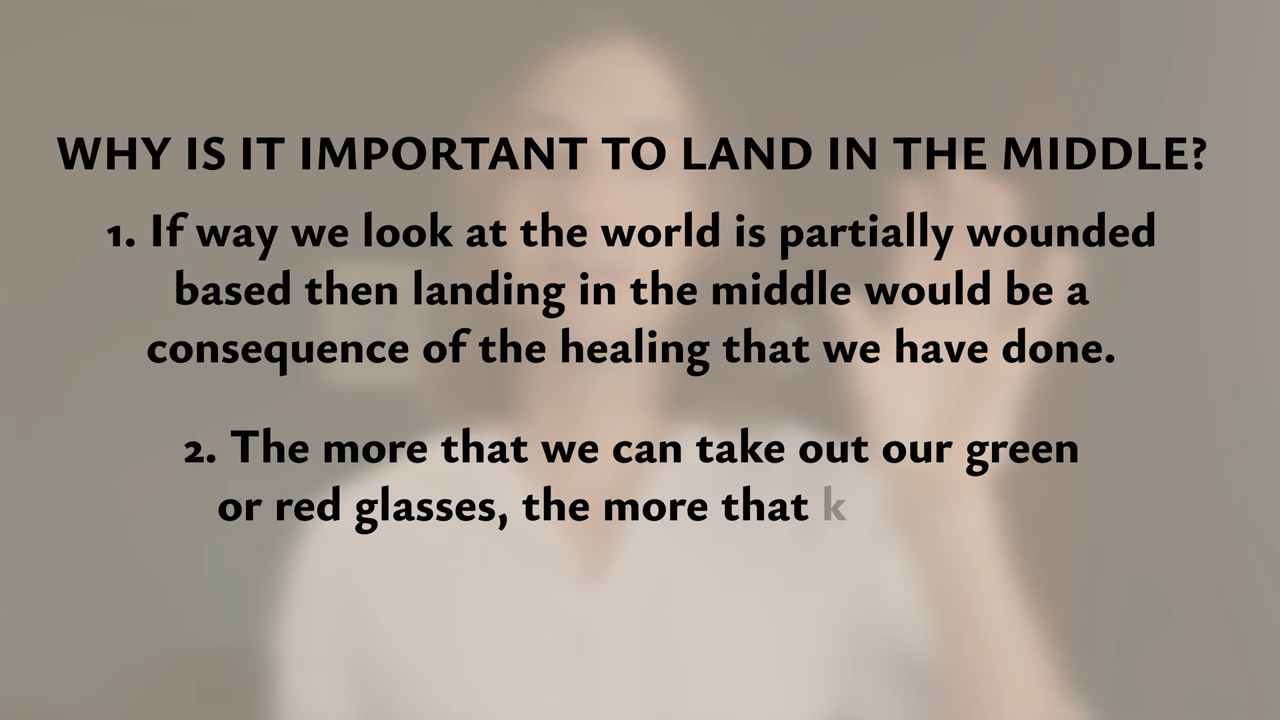 WHY IS IT IMPORTANT TO LAND IN THE MIDDLE?
1. If way we look at the world is partially wounded
based then landing in the middle would be a
consequence of the healing that we have done.
2. The more that we can take out our green
or red glasses, the more that k